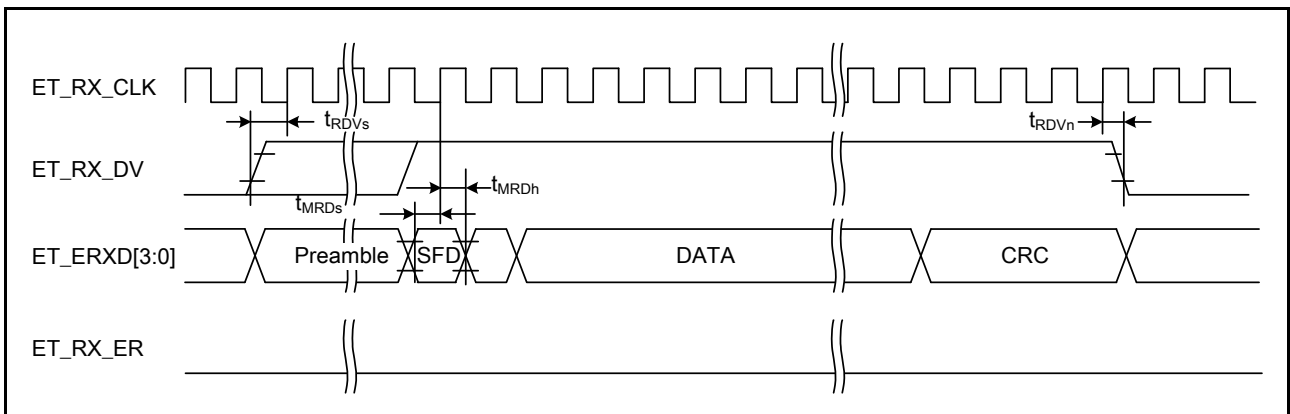 ET_RX_CLK
tRDVs
tRDVn
ET_RX_DV
tMRDh
tMRDs
ET_ERXD[3:0]
Preamble
SFD
DATA
CRC
ET_RX_ER